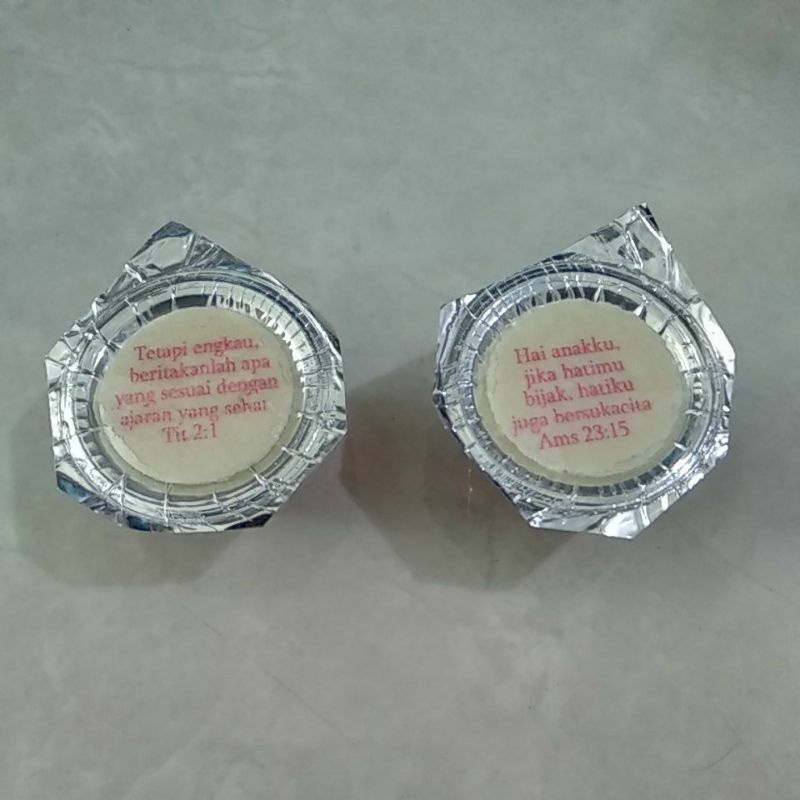 Tetapi engkau,
beritakanlah apa
yang sesuai dengan
ajaran yang sehat
Tit 2:1
Hai anakku,
jika hatimu
bijak, hatiku
juga bersukacita
Ams 23:15